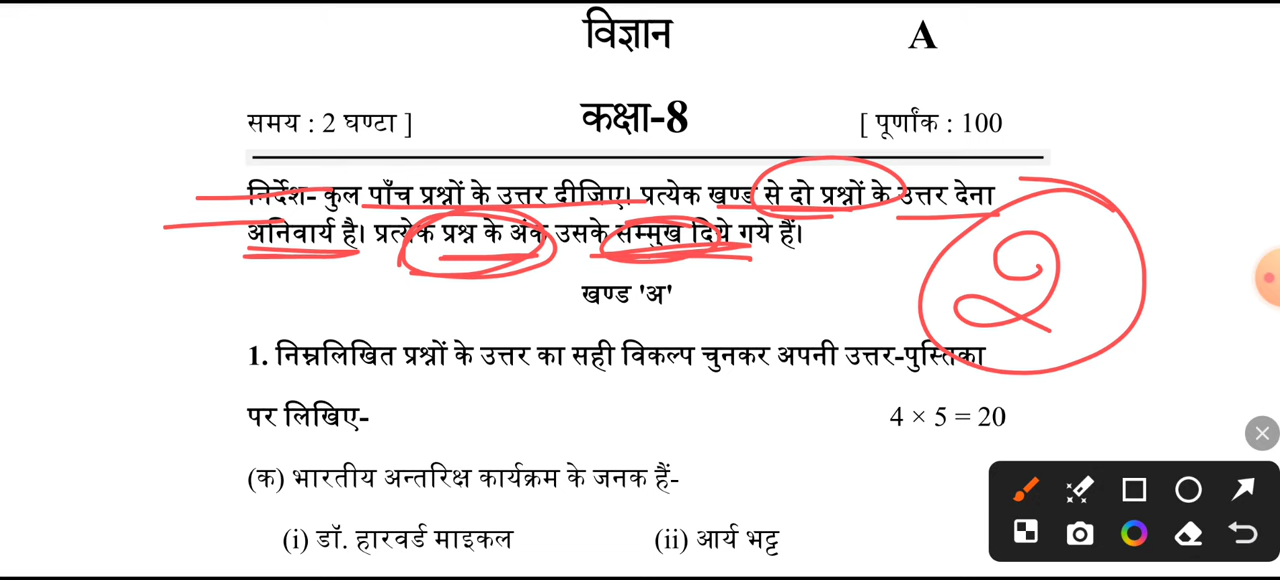 विज्ञान A
समय : 2 घण्टा ] कक्षा-8 [ पूर्णांक : 100
निर्देश- कुल पाँच प्रश्नों के उत्तर दीजिए। प्रत्येक खण्ड से दो प्रश्नों के उत्तर देना
अनिवार्य है। प्रत्येक प्रश्न के अंक उसके सम्मुख दिये गये हैं।
2
खण्ड 'अ'
1. निम्नलिखित प्रश्नों के उत्तर का सही विकल्प चुनकर अपनी उत्तर-पुस्तिका
पर लिखिए- 4 × 5 = 20
(क) भारतीय अन्तरिक्ष कार्यक्रम के जनक हैं-
(i) डॉ. हारवर्ड माइकल (ii) आर्य भट्ट